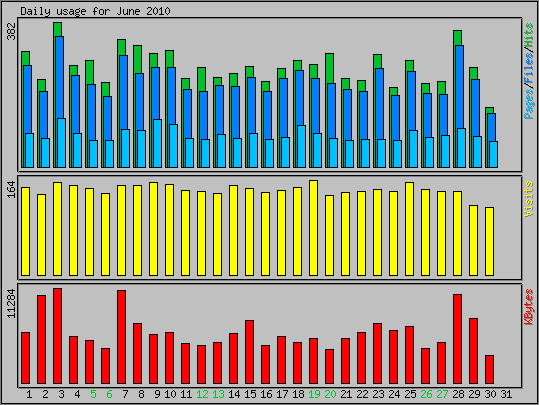 Daily usage for June 2010
382
Pages/Files/Hits
164
Visits
11284
KBytes
1 2 3 4 5 6 7 8 9 10 11 12 13 14 15 16 17 18 19 20 21 22 23 24 25 26 27 28 29 30 31